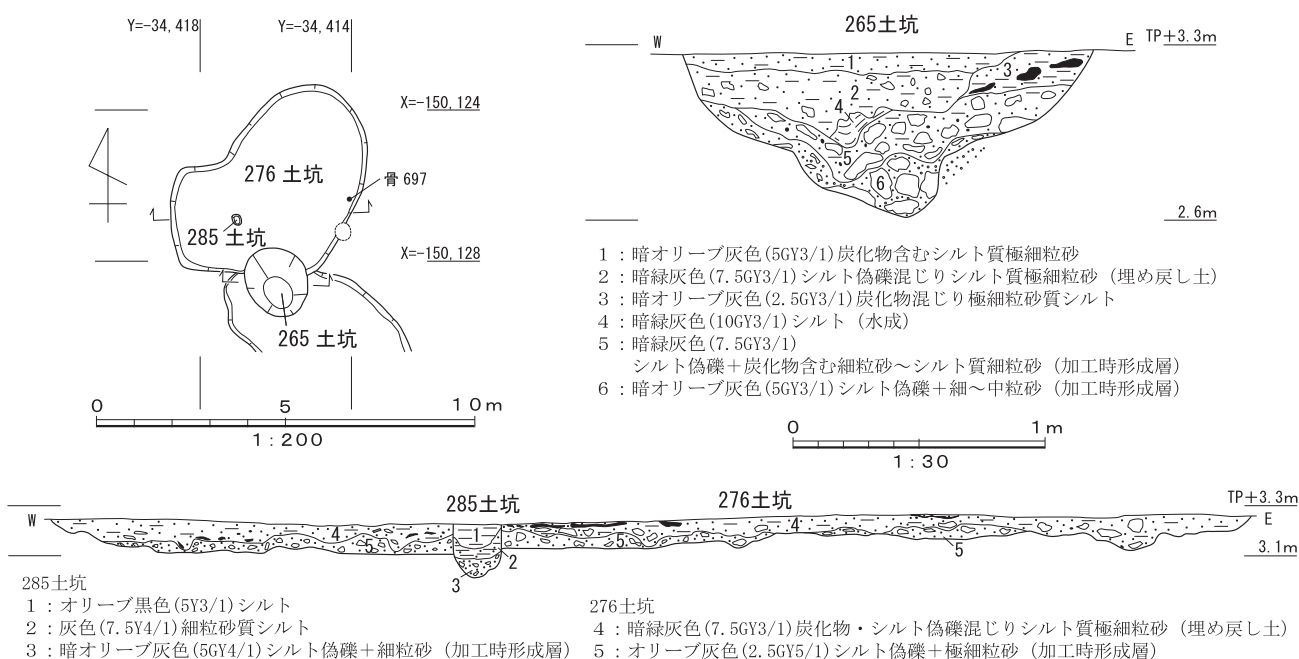 Y=-34,418
Y=-34,414
X=-150,124
276 土坑
骨 697
285 土坑
X=-150,128
265 土坑
0 5 10m
1:200
265土坑
W
E
TP+3.3m
1
2
3
4
5
6
2.6m
1：暗オリーブ灰色(5GY3/1)炭化物含むシルト質極細粒砂
2：暗緑灰色(7.5GY3/1)シルト偽礫混じりシルト質極細粒砂（埋め戻し土）
3：暗オリーブ灰色(2.5GY3/1)炭化物混じり極細粒砂質シルト
4：暗緑灰色(10GY3/1)シルト（水成）
5：暗緑灰色(7.5GY3/1)
シルト偽礫＋炭化物含む細粒砂～シルト質細粒砂（加工時形成層）
6：暗オリーブ灰色(5GY3/1)シルト偽礫＋細～中粒砂（加工時形成層）
0 1m
1:30
285土坑
276土坑
TP+3.3m
W
E
4
5
1
2
3
5
4
5
3.1m
285土坑
1：オリーブ黒色(5Y3/1)シルト
2：灰色(7.5Y4/1)細粒砂質シルト
3：暗オリーブ灰色(5GY4/1)シルト偽礫＋細粒砂（加工時形成層）
276土坑
4：暗緑灰色(7.5GY3/1)炭化物・シルト偽礫混じりシルト質極細粒砂（埋め戻し土）
5：オリーブ灰色(2.5GY5/1)シルト偽礫＋極細粒砂（加工時形成層）